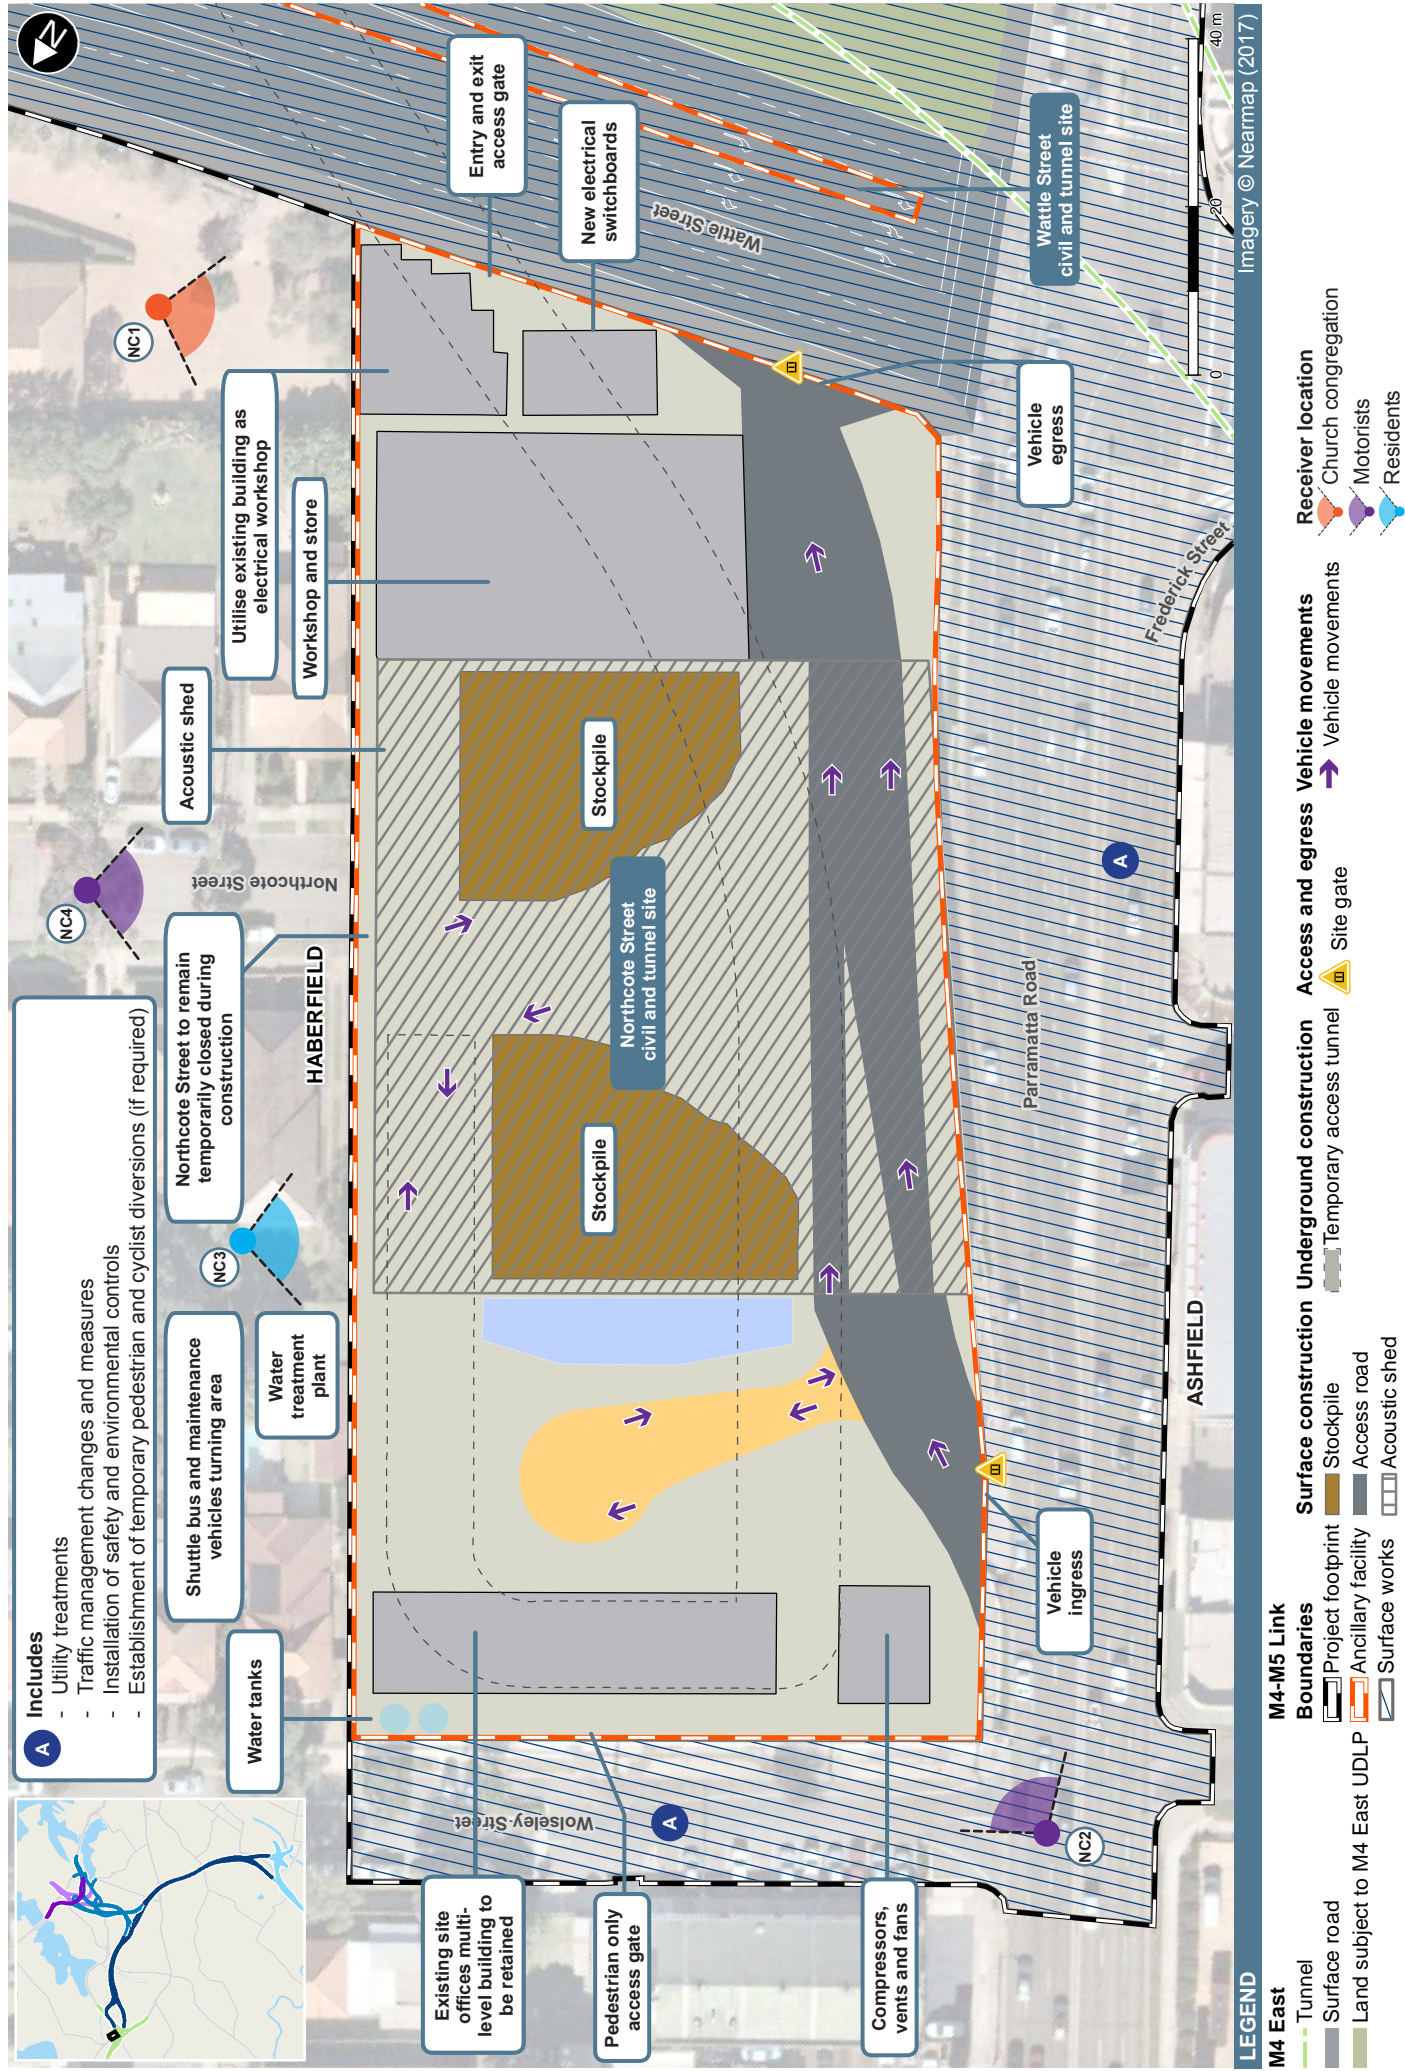 N
A
Includes
- Utility treatments
- Traffic management changes and measures
- Installation of safety and environmental controls
- Establishment of temporary pedestrian and cyclist diversions (if required)
Water tanks
Shuttle bus and maintenance
vehicles turning area
Water
treatment
plant
NC3
Northcote Street to remain
temporarily closed during
construction
HABERFIELD
NC4
Northcote Street
Acoustic shed
Utilise existing building as
electrical workshop
Workshop and store
NC1
Entry and exit
access gate
New electrical
switchboards
Wattle Street
Wattle Street
civil and tunnel site
Stockpile
Stockpile
Northcote Street
civil and tunnel site
Vehicle
egress
Vehicle
ingress
Existing site
offices multi-
level building to
be retained
Pedestrian only
access gate
Compressors,
vents and fans
Wolseley Street
A
NC2
A
Parramatta Road
Frederick Street
ASHFIELD
0
20
40 m
Imagery © Nearmap (2017)
LEGEND
M4 East
Tunnel
Surface road
Land subject to M4 East UDLP
M4-M5 Link
Boundaries
Project footprint
Ancillary facility
Surface works
Surface construction
Stockpile
Access road
Acoustic shed
Underground construction
Temporary access tunnel
Access and egress
Site gate
Vehicle movements
Vehicle movements
Receiver location
Church congregation
Motorists
Residents